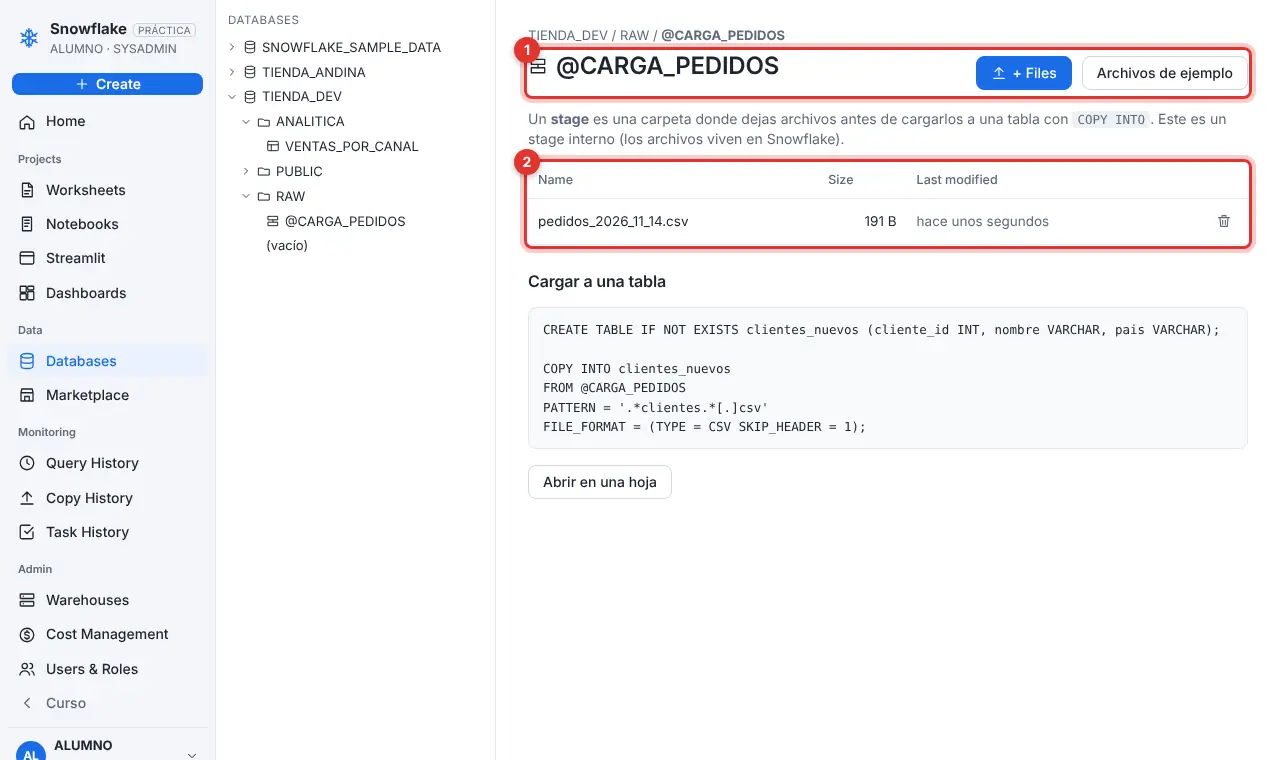 Snowflake PRÁCTICA
ALUMNO · SYSADMIN
+ Create
Home
Projects
Worksheets
Notebooks
Streamlit
Dashboards
Data
Databases
Marketplace
Monitoring
Query History
Copy History
Task History
Admin
Warehouses
Cost Management
Users & Roles
Curso
AL
ALUMNO
DATABASES
SNOWFLAKE_SAMPLE_DATA
TIENDA_ANDINA
TIENDA_DEV
ANALITICA
VENTAS_POR_CANAL
PUBLIC
RAW
@CARGA_PEDIDOS
(vacío)
TIENDA_DEV / RAW / @CARGA_PEDIDOS
1
@CARGA_PEDIDOS
+ Files
Archivos de ejemplo
Un stage es una carpeta donde dejas archivos antes de cargarlos a una tabla con COPY INTO. Este es un
stage interno (los archivos viven en Snowflake).
2
Name Size Last modified
pedidos_2026_11_14.csv 191 B hace unos segundos
Cargar a una tabla
CREATE TABLE IF NOT EXISTS clientes_nuevos (cliente_id INT, nombre VARCHAR, pais VARCHAR);
COPY INTO clientes_nuevos
FROM @CARGA_PEDIDOS
PATTERN = '.*clientes.*[.]csv'
FILE_FORMAT = (TYPE = CSV SKIP_HEADER = 1);
Abrir en una hoja